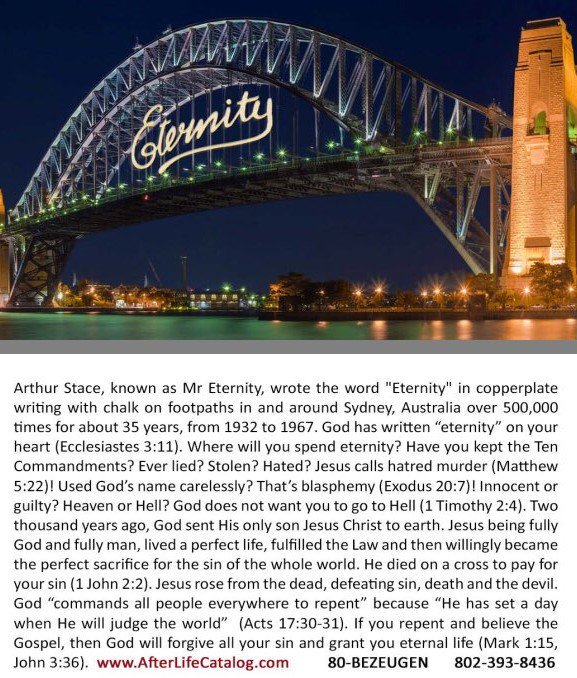 Eternity
Arthur Stace, known as Mr Eternity, wrote the word "Eternity" in copperplate
writing with chalk on footpaths in and around Sydney, Australia over 500,000
times for about 35 years, from 1932 to 1967. God has written “eternity” on your
heart (Ecclesiastes 3:11). Where will you spend eternity? Have you kept the Ten
Commandments? Ever lied? Stolen? Hated? Jesus calls hatred murder (Matthew
5:22)! Used God’s name carelessly? That’s blasphemy (Exodus 20:7)! Innocent or
guilty? Heaven or Hell? God does not want you to go to Hell (1 Timothy 2:4). Two
thousand years ago, God sent His only son Jesus Christ to earth. Jesus being fully
God and fully man, lived a perfect life, fulfilled the Law and then willingly became
the perfect sacrifice for the sin of the whole world. He died on a cross to pay for
your sin (1 John 2:2). Jesus rose from the dead, defeating sin, death and the devil.
God “commands all people everywhere to repent” because “He has set a day
when He will judge the world” (Acts 17:30-31). If you repent and believe the
Gospel, then God will forgive all your sin and grant you eternal life (Mark 1:15,
John 3:36). www.AfterLifeCatalog.com 80-BEZEUGEN 802-393-8436